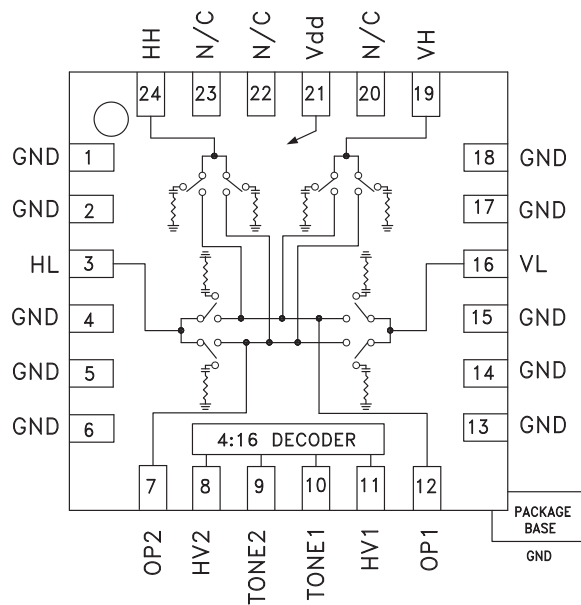 HH
N/C
N/C
Vdd
N/C
VH
24
23
22
21
20
19
GND 1
18 GND
GND 2
17 GND
HL 3
16 VL
GND 4
15 GND
GND 5
14 GND
GND 6
13 GND
4:16 DECODER
7
8
9
10
11
12
OP2
HV2
TONE2
TONE1
HV1
OP1
PACKAGE
BASE
GND